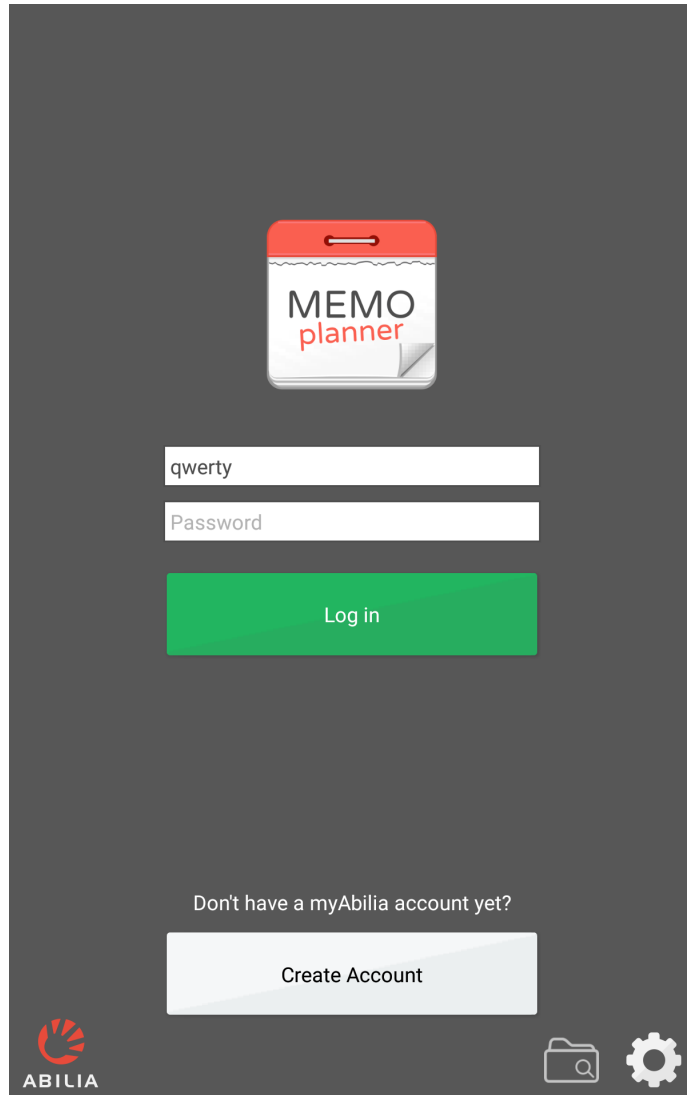 MEMO
planner
qwerty
Password
Log in
Don't have a myAbilia account yet?
Create Account
ABILIA